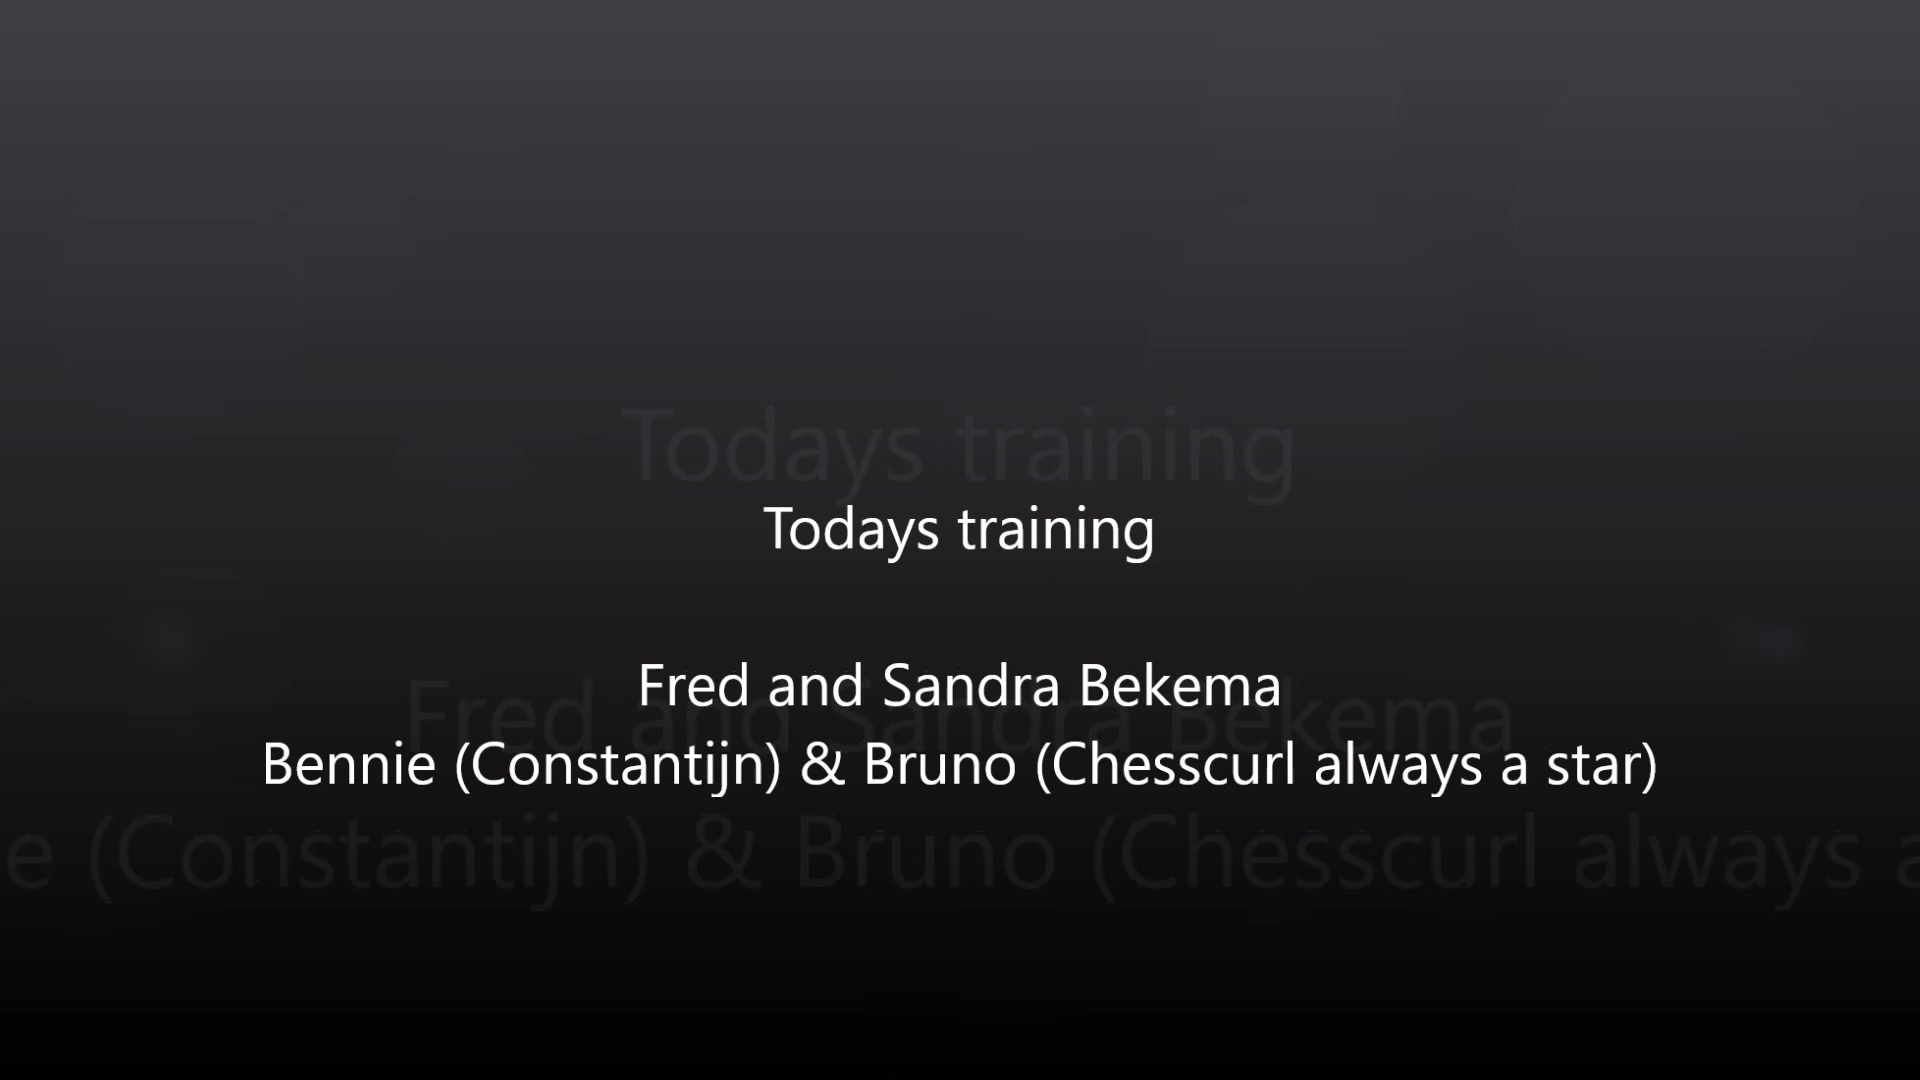 Todays training
Fred and Sandra Bekema
Bennie (Constantijn) & Bruno (Chesscurl always a star)